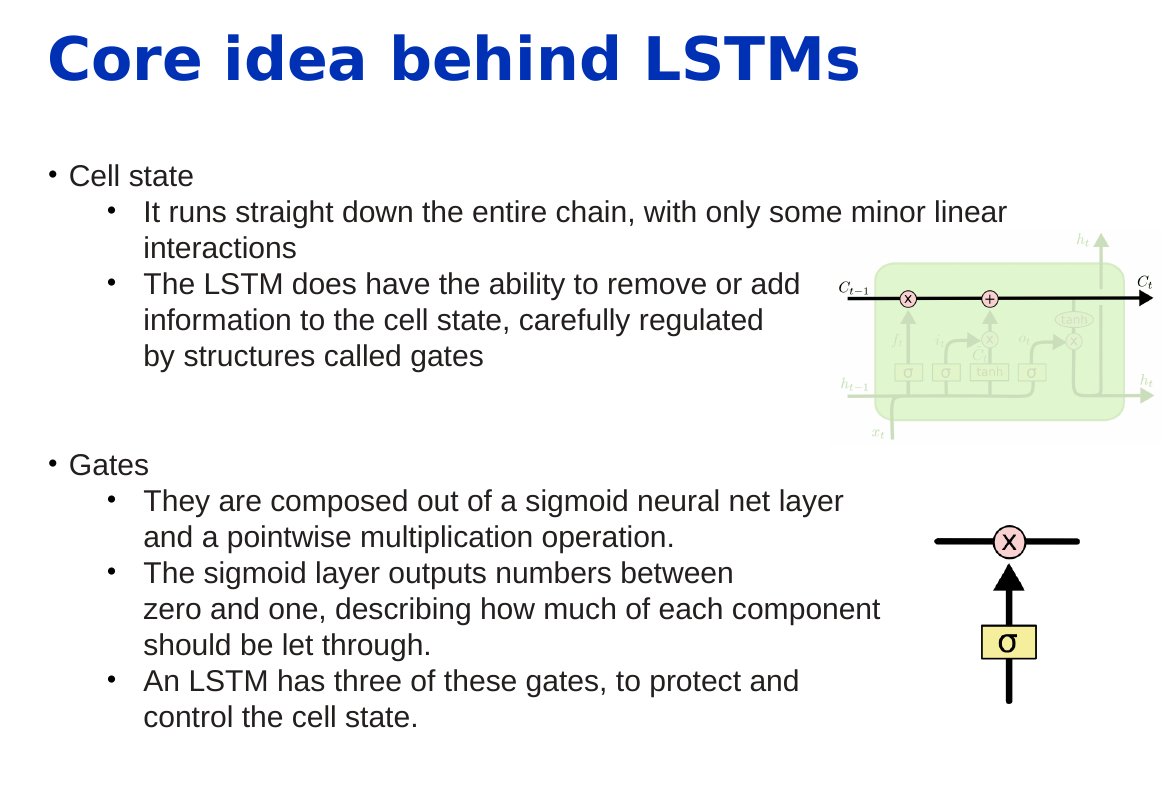 Core idea behind LSTMs
• Cell state
• It runs straight down the entire chain, with only some minor linear
interactions
• The LSTM does have the ability to remove or add
information to the cell state, carefully regulated
by structures called gates
h_t
C_{t-1}
C_t
x
+
tanh
f_t
i_t
x
o_t
x
C̃_t
σ
σ
tanh
σ
h_{t-1}
h_t
x_t
• Gates
• They are composed out of a sigmoid neural net layer
and a pointwise multiplication operation.
• The sigmoid layer outputs numbers between
zero and one, describing how much of each component
should be let through.
• An LSTM has three of these gates, to protect and
control the cell state.
x
σ